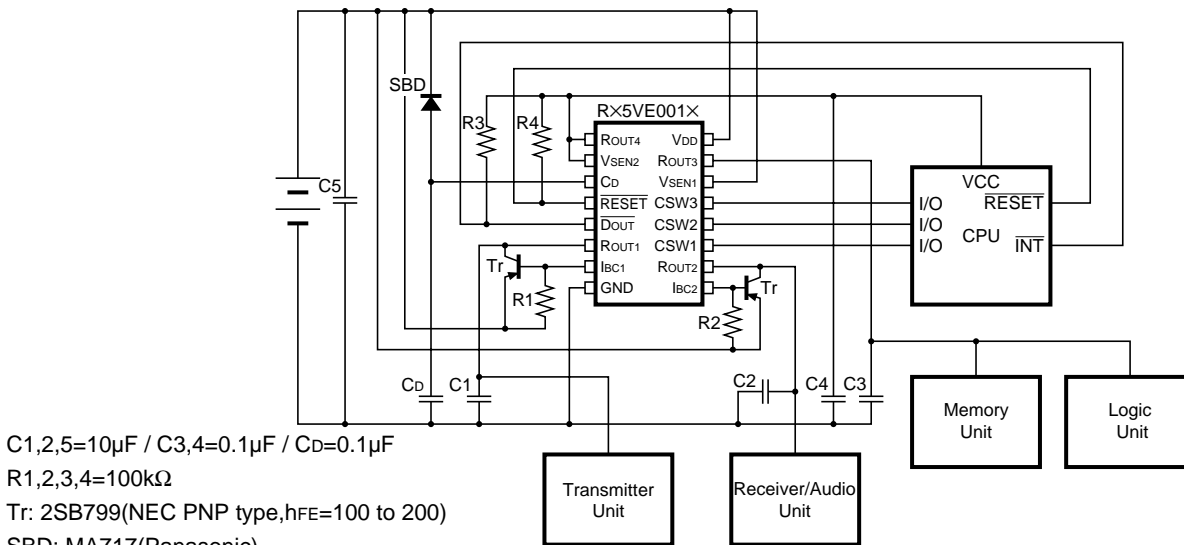 R×5VE001×
SBD
R3
R4
C5
ROUT4
VSEN2
CD
RESET
DOUT
ROUT1
IBC1
GND
VDD
ROUT3
VSEN1
CSW3
CSW2
CSW1
ROUT2
IBC2
VCC
I/O
RESET
I/O
CPU
I/O
INT
Tr
R1
Tr
R2
CD
C1
C2
C4
C3
Memory
Unit
Logic
Unit
Transmitter
Unit
Receiver/Audio
Unit
C1,2,5=10µF / C3,4=0.1µF / CD=0.1µF
R1,2,3,4=100kΩ
Tr: 2SB799(NEC PNP type,hFE=100 to 200)
SBD: MA717(Panasonic)